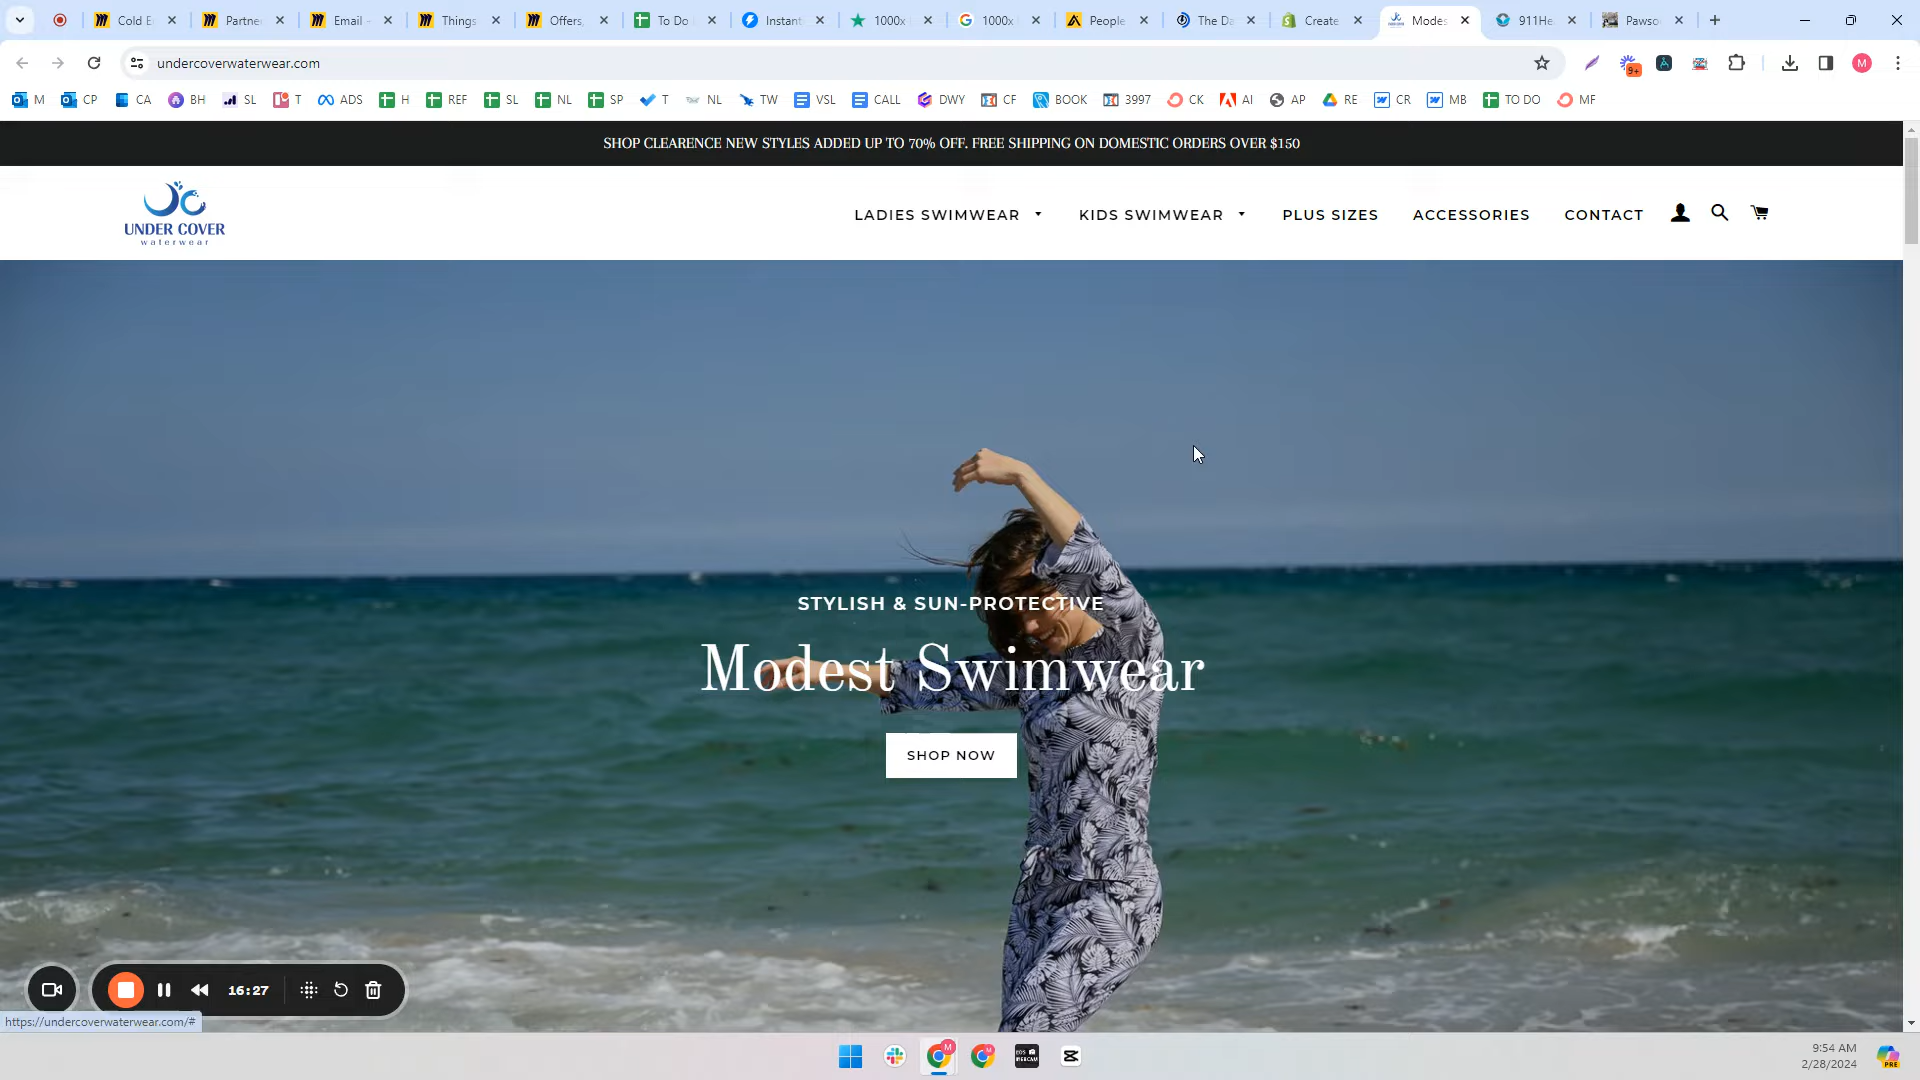 Cold E
Partne
Email -
Things
Offers,
To Do
Instant
1000x
1000x
People
The Da
Create
Modes
911He
Pawso
undercoverwaterwear.com
9+
M
M
CP
CA
BH
SL
T
ADS
H
REF
SL
NL
SP
T
NL
TW
VSL
CALL
DWY
CF
BOOK
3997
CK
AI
AP
RE
CR
MB
TO DO
MF
SHOP CLEARENCE NEW STYLES ADDED UP TO 70% OFF. FREE SHIPPING ON DOMESTIC ORDERS OVER $150
UNDER COVER
waterwear
LADIES SWIMWEAR
KIDS SWIMWEAR
PLUS SIZES
ACCESSORIES
CONTACT
STYLISH & SUN-PROTECTIVE
Modest Swimwear
SHOP NOW
16:27
https://undercoverwaterwear.com/#
9:54 AM
2/28/2024